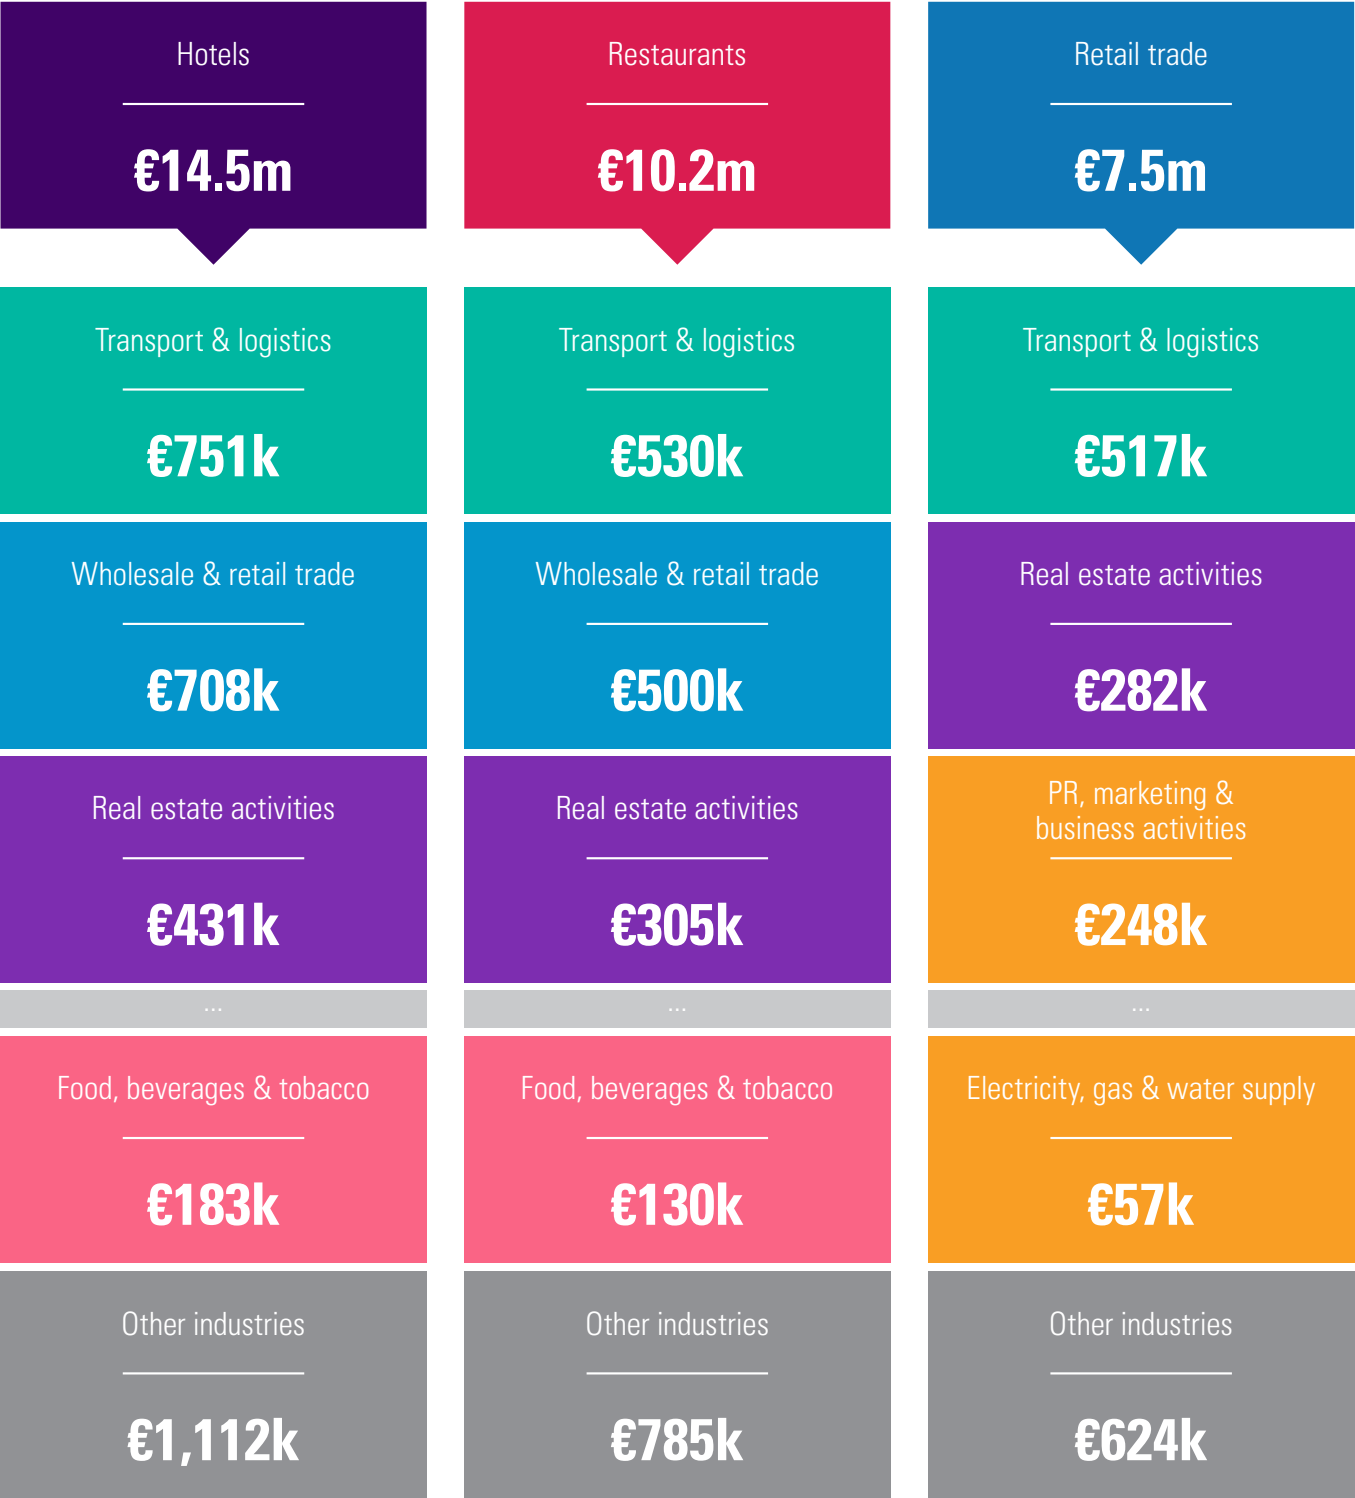 Hotels
€14.5m
Restaurants
€10.2m
Retail trade
€7.5m
Transport & logistics
€751k
Transport & logistics
€530k
Transport & logistics
€517k
Wholesale & retail trade
€708k
Wholesale & retail trade
€500k
Real estate activities
€282k
Real estate activities
€431k
Real estate activities
€305k
PR, marketing &
business activities
€248k
...
...
...
Food, beverages & tobacco
€183k
Food, beverages & tobacco
€130k
Electricity, gas & water supply
€57k
Other industries
€1,112k
Other industries
€785k
Other industries
€624k